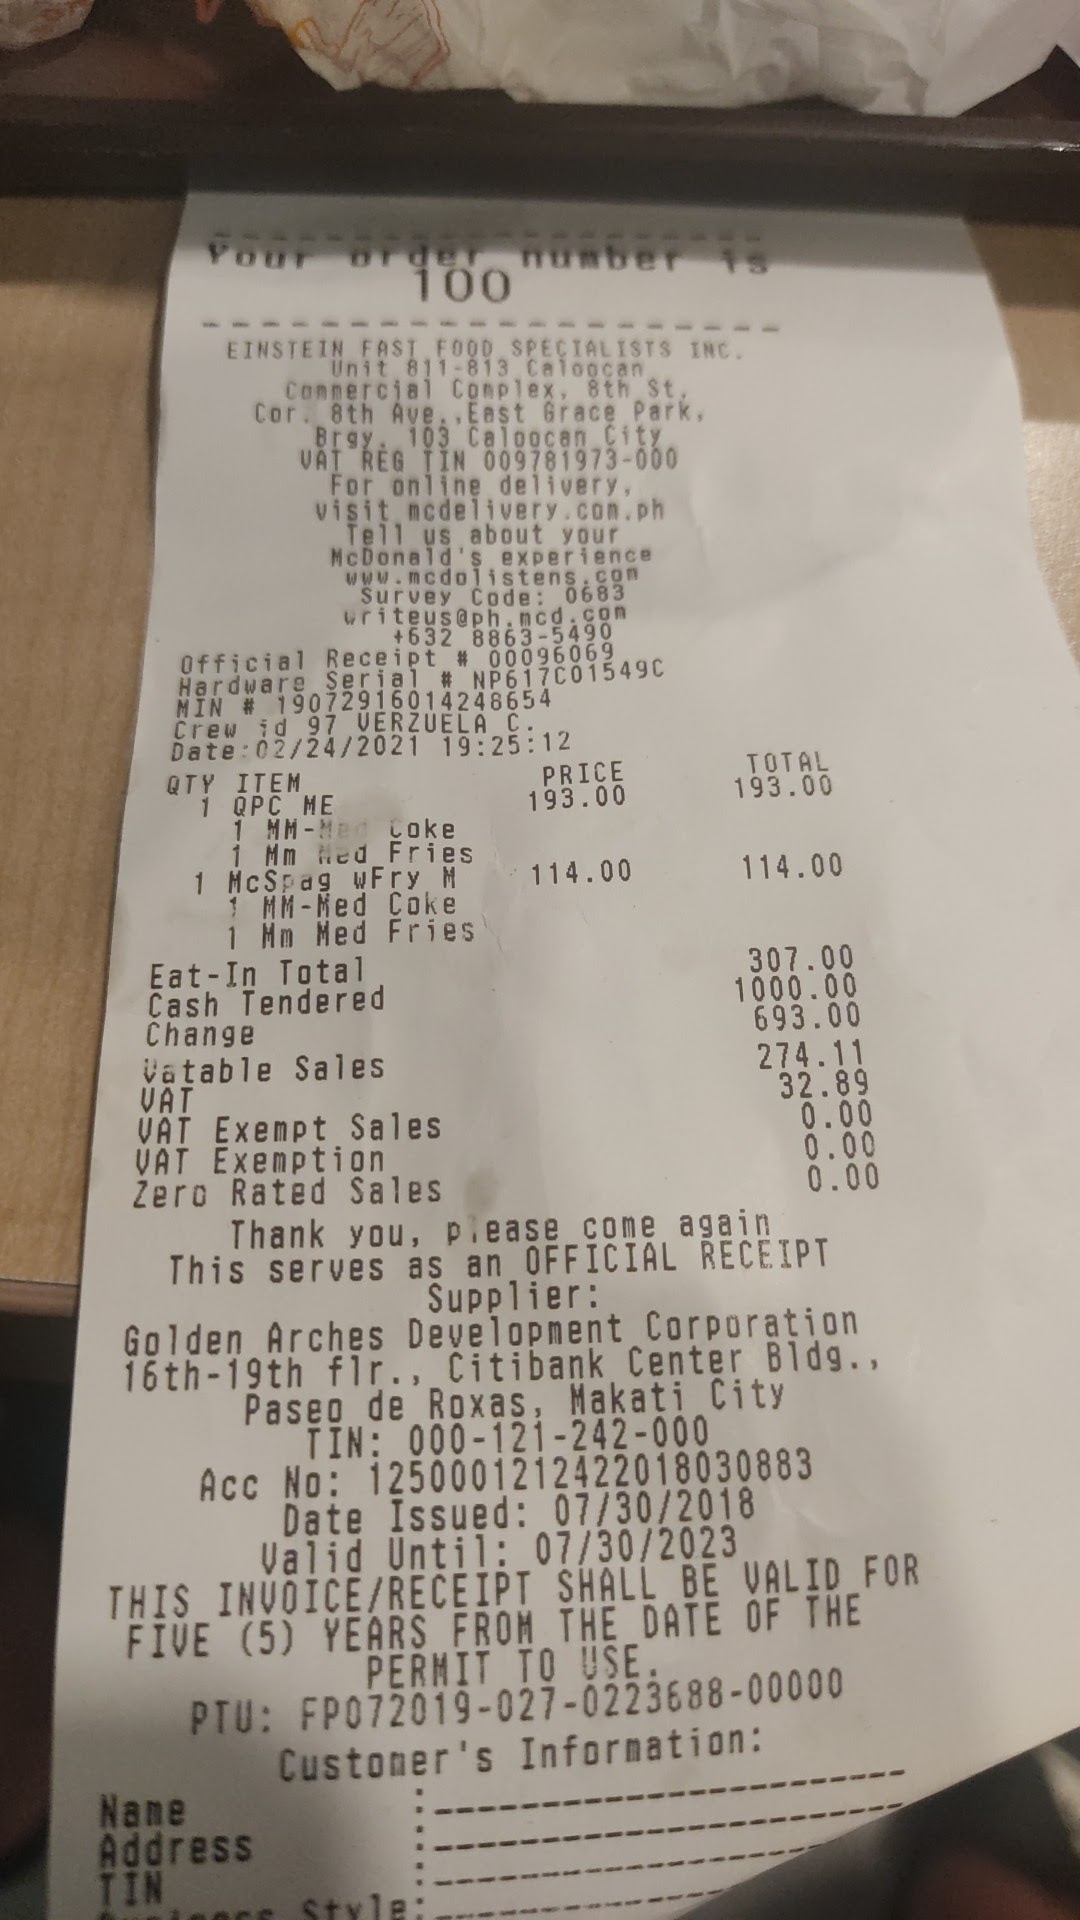 Your order number is
100
EINSTEIN FAST FOOD SPECIALISTS INC.
Unit 811-813 Caloocan
Commercial Complex, 8th St.
Cor. 8th Ave.,East Grace Park,
Brgy. 103 Caloocan City
VAT REG TIN 009781973-000
For online delivery,
visit mcdelivery.com.ph
Tell us about your
McDonald's experience
www.mcdolistens.com
Survey Code: 0683
writeus@ph.mcd.com
+632 8863-5490
Official Receipt # 00096069
Hardware Serial # NP617C01549C
MIN # 190729160142486​54
Crew id 97 VERZUELA C.
Date:02/24/2021 19:25:12
QTY ITEM PRICE TOTAL
1 QPC ME 193.00 193.00
1 MM-Med Coke
1 Mm Med Fries
1 McSpag wFry M 114.00 114.00
1 MM-Med Coke
1 Mm Med Fries
Eat-In Total 307.00
Cash Tendered 1000.00
Change 693.00
Vatable Sales 274.11
VAT 32.89
VAT Exempt Sales 0.00
VAT Exemption 0.00
Zero Rated Sales 0.00
Thank you, please come again
This serves as an OFFICIAL RECEIPT
Supplier:
Golden Arches Development Corporation
16th-19th flr., Citibank Center Bldg.,
Paseo de Roxas, Makati City
TIN: 000-121-242-000
Acc No: 1250001212422018030883
Date Issued: 07/30/2018
Valid Until: 07/30/2023
THIS INVOICE/RECEIPT SHALL BE VALID FOR
FIVE (5) YEARS FROM THE DATE OF THE
PERMIT TO USE.
PTU: FP072019-027-0223688-00000
Customer's Information:
Name :
Address :
TIN :
Business Style: